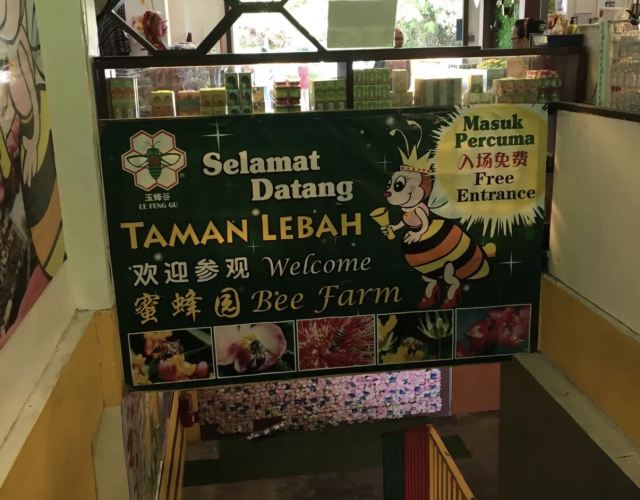 玉蜂谷
EE FENG GU
Selamat
Datang
TAMAN LEBAH
欢迎参观 Welcome
蜜蜂园 Bee Farm
Masuk
Percuma
入场免费
Free
Entrance